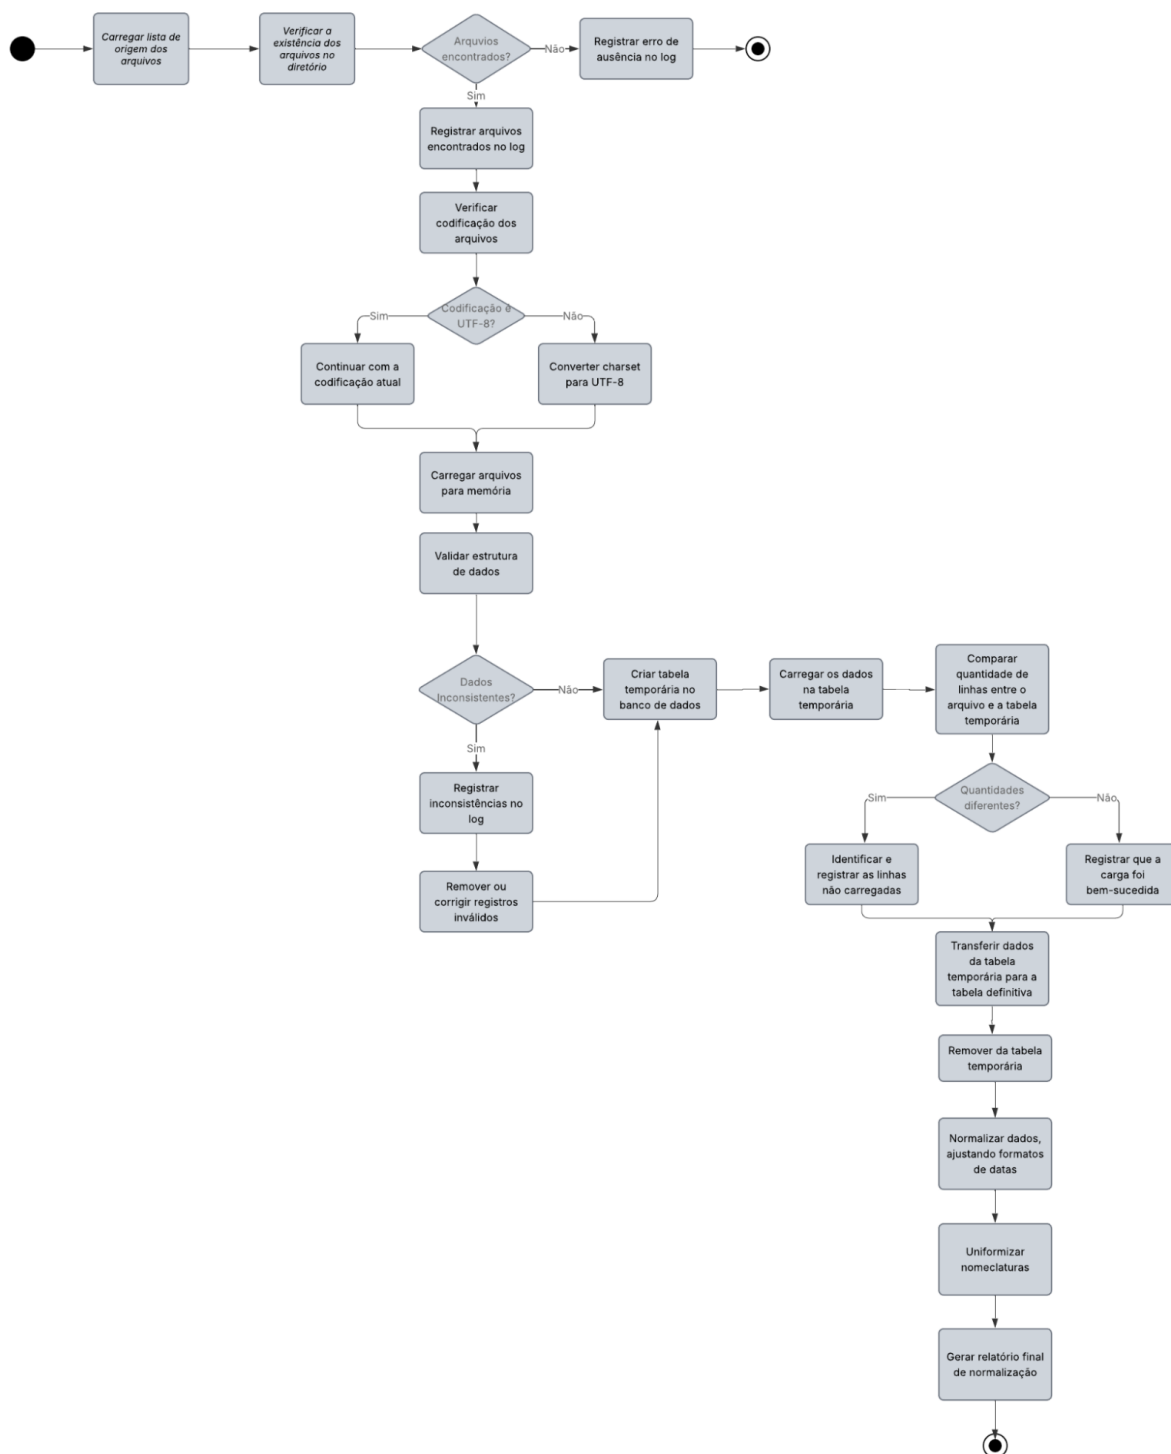 Carregar lista de
origem dos
arquivos
Verificar a
existência dos
arquivos no
diretório
Arquvios
encontrados?
Não
Registrar erro de
ausência no log
Sim
Registrar arquivos
encontrados no log
Verificar
codificação dos
arquivos
Codificação é
UTF-8?
Sim
Não
Continuar com a
codificação atual
Converter charset
para UTF-8
Carregar arquivos
para memória
Validar estrutura
de dados
Dados
Inconsistentes?
Não
Criar tabela
temporária no
banco de dados
Carregar os dados
na tabela
temporária
Comparar
quantidade de
linhas entre o
arquivo e a tabela
temporária
Sim
Registrar
inconsistências no
log
Remover ou
corrigir registros
inválidos
Quantidades
diferentes?
Sim
Não
Identificar e
registrar as linhas
não carregadas
Registrar que a
carga foi
bem-sucedida
Transferir dados
da tabela
temporária para a
tabela definitiva
Remover da tabela
temporária
Normalizar dados,
ajustando formatos
de datas
Uniformizar
nomeclaturas
Gerar relatório final
de normalização